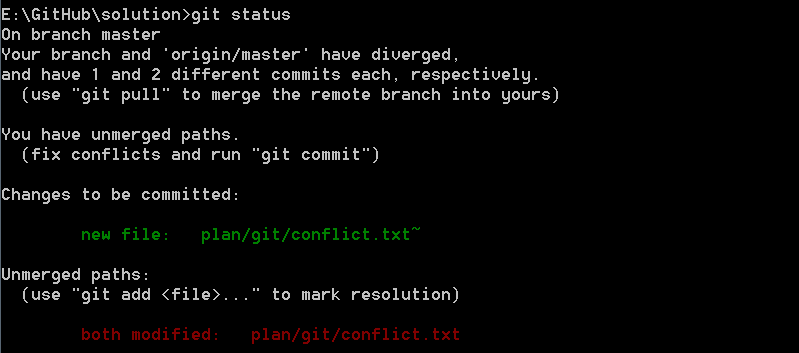 E:\GitHub\solution>git status
On branch master
Your branch and 'origin/master' have diverged,
and have 1 and 2 different commits each, respectively.
  (use "git pull" to merge the remote branch into yours)
You have unmerged paths.
  (fix conflicts and run "git commit")
Changes to be committed:
        new file:   plan/git/conflict.txt~
Unmerged paths:
  (use "git add <file>..." to mark resolution)
        both modified:   plan/git/conflict.txt